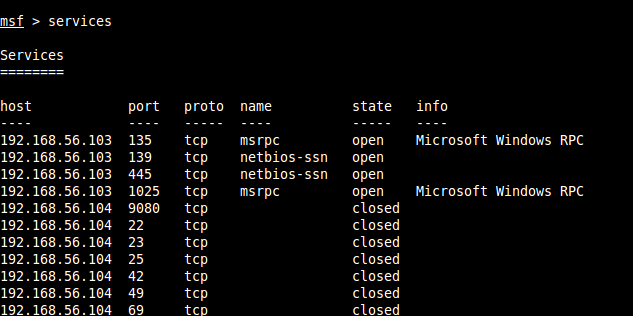 msf > services
Services
========
host port proto name state info
---- ---- ----- ---- ----- ----
192.168.56.103 135 tcp msrpc open Microsoft Windows RPC
192.168.56.103 139 tcp netbios-ssn open
192.168.56.103 445 tcp netbios-ssn open
192.168.56.103 1025 tcp msrpc open Microsoft Windows RPC
192.168.56.104 9080 tcp closed
192.168.56.104 22 tcp closed
192.168.56.104 23 tcp closed
192.168.56.104 25 tcp closed
192.168.56.104 42 tcp closed
192.168.56.104 49 tcp closed
192.168.56.104 69 tcp closed